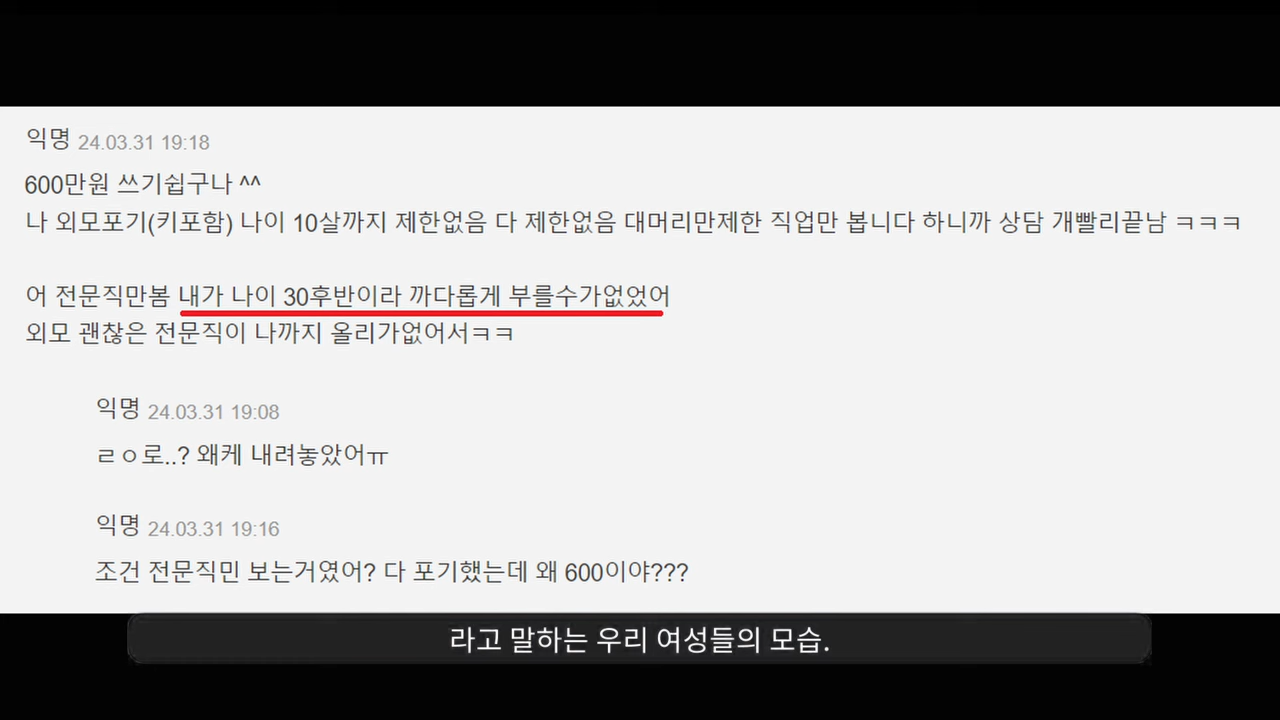 익명 24.03.31 19:18
600만원 쓰기쉽구나 ^^
나 외모포기(키포함) 나이 10살까지 제한없음 다 제한없음 대머리만제한 직업만 봅니다 하니까 상담 개빨리끝남 ㅋㅋㅋ
어 전문직만봄 내가 나이 30후반이라 까다롭게 부를수가없었어
외모 괜찮은 전문직이 나까지 올리가없어서ㅋㅋ
익명 24.03.31 19:08
ㄹㅇ로..? 왜케 내려놓았어ㅠ
익명 24.03.31 19:16
조건 전문직민 보는거였어? 다 포기했는데 왜 600이야???
라고 말하는 우리 여성들의 모습.